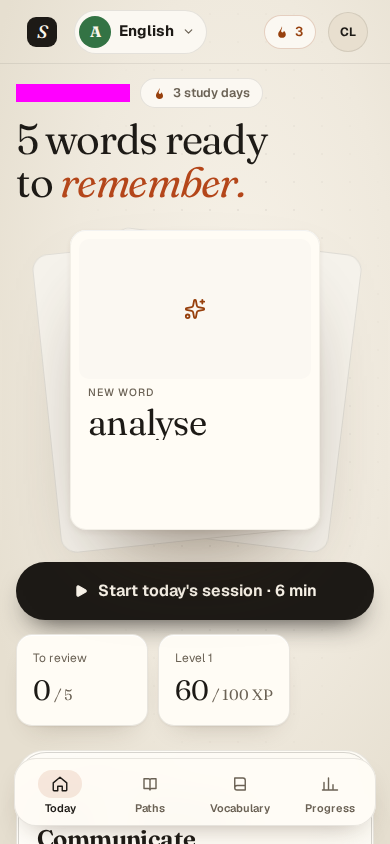 S
A English
3
CL
3 study days
5 words ready
to remember.
NEW WORD
analyse
Start today's session · 6 min
To review
0 / 5
Level 1
60 / 100 XP
Today
Paths
Vocabulary
Progress
Communicate